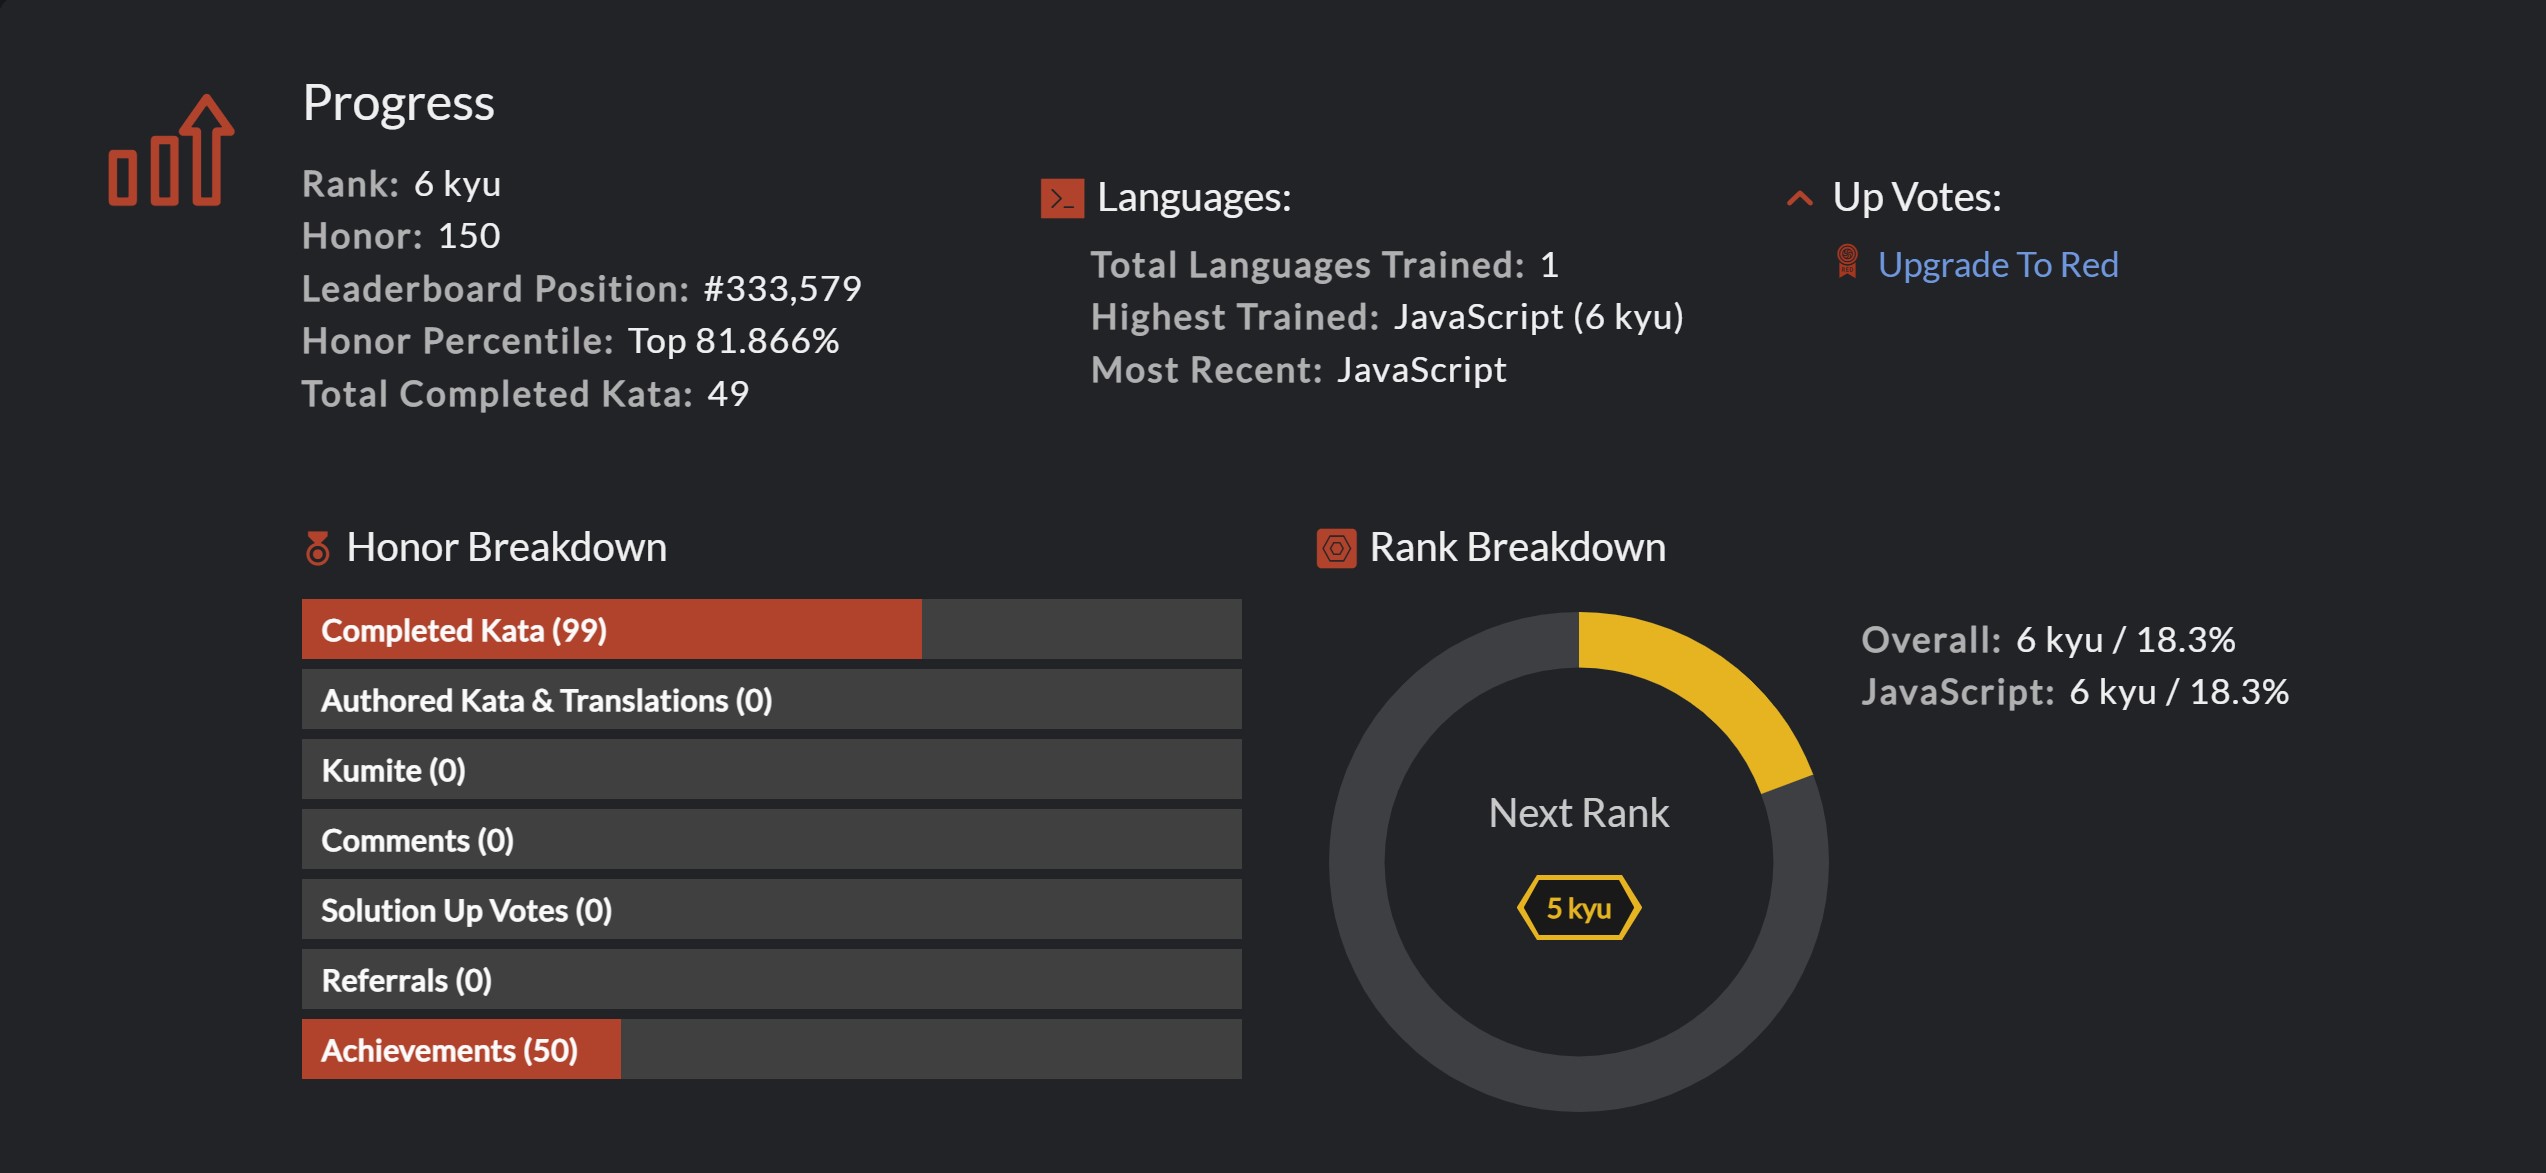 Progress
Rank: 6 kyu
Honor: 150
Leaderboard Position: #333,579
Honor Percentile: Top 81.866%
Total Completed Kata: 49
Languages:
Total Languages Trained: 1
Highest Trained: JavaScript (6 kyu)
Most Recent: JavaScript
Up Votes:
Upgrade To Red
Honor Breakdown
Completed Kata (99)
Authored Kata & Translations (0)
Kumite (0)
Comments (0)
Solution Up Votes (0)
Referrals (0)
Achievements (50)
Rank Breakdown
Next Rank
5 kyu
Overall: 6 kyu / 18.3%
JavaScript: 6 kyu / 18.3%